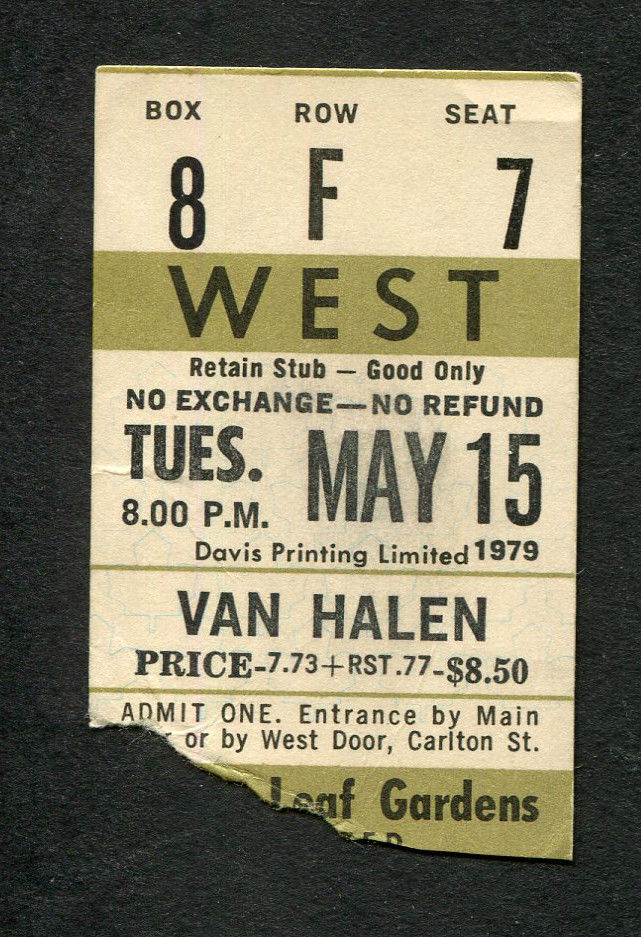 BOX ROW SEAT
8 F 7
WEST
Retain Stub — Good Only
NO EXCHANGE—NO REFUND
TUES. MAY 15
8.00 P.M.
Davis Printing Limited 1979
VAN HALEN
PRICE-7.73+RST.77-$8.50
ADMIT ONE. Entrance by Main
or by West Door, Carlton St.
Leaf Gardens